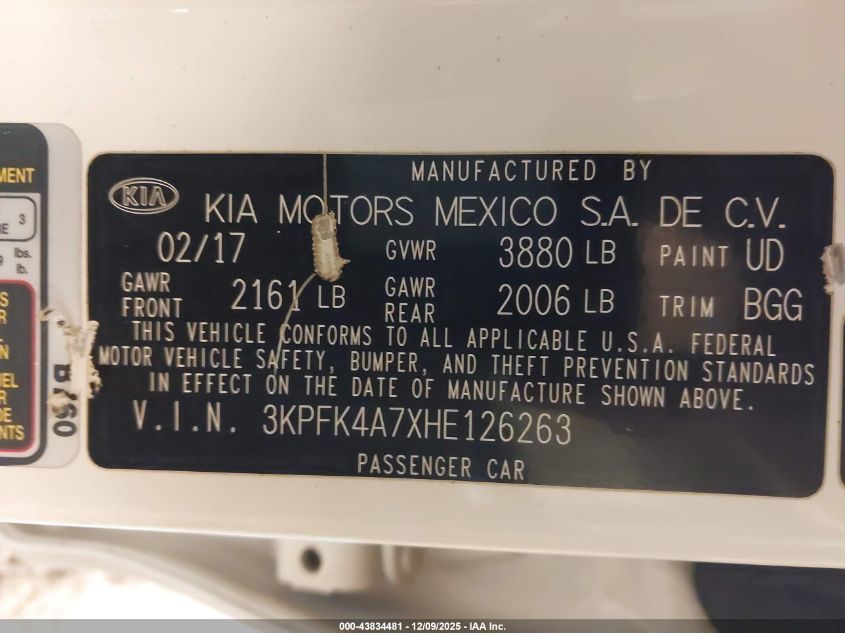 MANUFACTURED BY
KIA
KIA MOTORS MEXICO S.A. DE C.V.
02/17 GVWR 3880 LB PAINT UD
GAWR FRONT 2161 LB GAWR REAR 2006 LB TRIM BGG
THIS VEHICLE CONFORMS TO ALL APPLICABLE U.S.A. FEDERAL
MOTOR VEHICLE SAFETY, BUMPER, AND THEFT PREVENTION STANDARDS
IN EFFECT ON THE DATE OF MANUFACTURE SHOWN ABOVE.
V.I.N. 3KPFK4A7XHE126263
PASSENGER CAR
3
lbs.
lb.
000-43834481 - 12/09/2025 - IAA Inc.